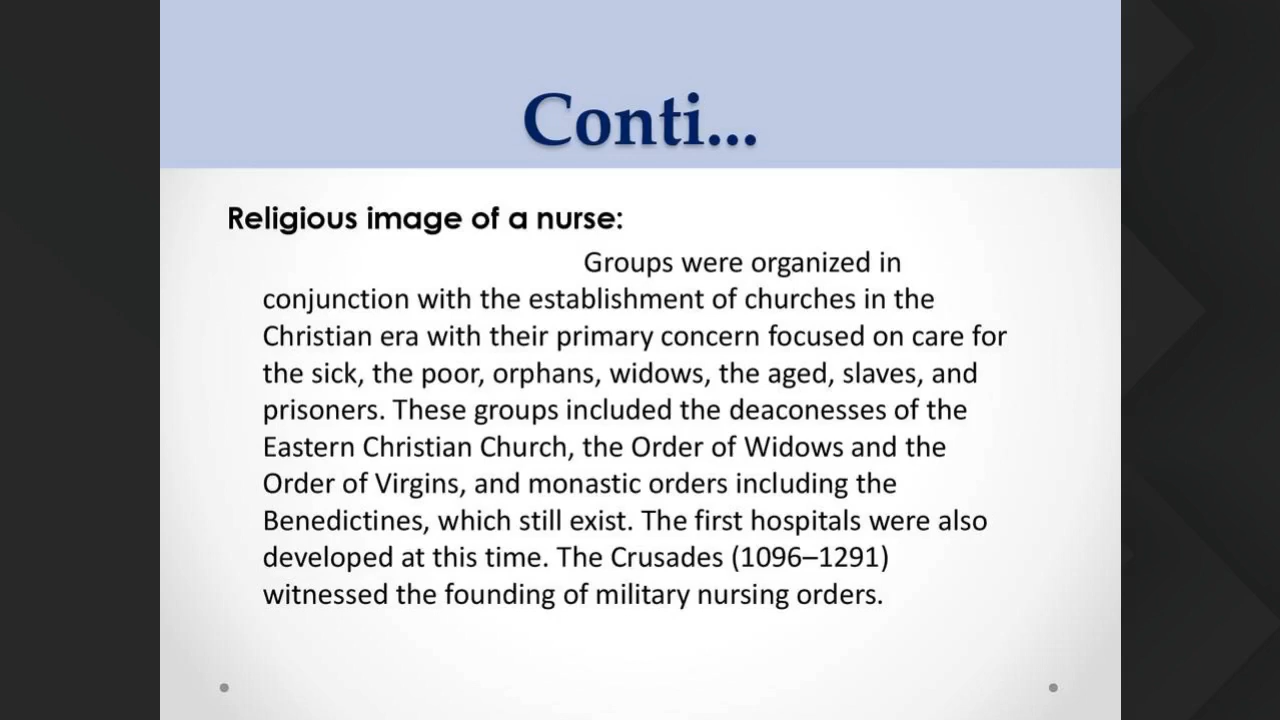 Conti...
Religious image of a nurse:
Groups were organized in
conjunction with the establishment of churches in the
Christian era with their primary concern focused on care for
the sick, the poor, orphans, widows, the aged, slaves, and
prisoners. These groups included the deaconesses of the
Eastern Christian Church, the Order of Widows and the
Order of Virgins, and monastic orders including the
Benedictines, which still exist. The first hospitals were also
developed at this time. The Crusades (1096–1291)
witnessed the founding of military nursing orders.